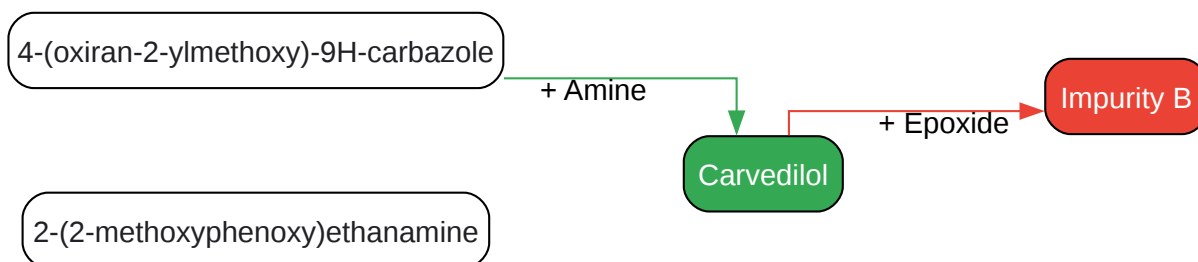 4-(oxiran-2-ylmethoxy)-9H-carbazole
+ Amine
Impurity B
+ Epoxide
Carvedilol
2-(2-methoxyphenoxy)ethanamine